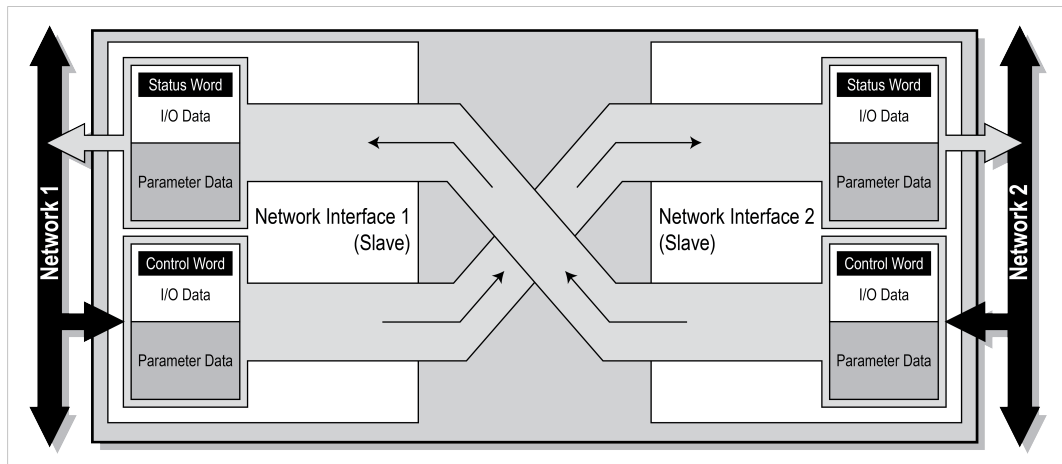 Network 1
Status Word
I/O Data
Parameter Data
Control Word
I/O Data
Parameter Data
Network Interface 1
(Slave)
Network Interface 2
(Slave)
Status Word
I/O Data
Parameter Data
Control Word
I/O Data
Parameter Data
Network 2